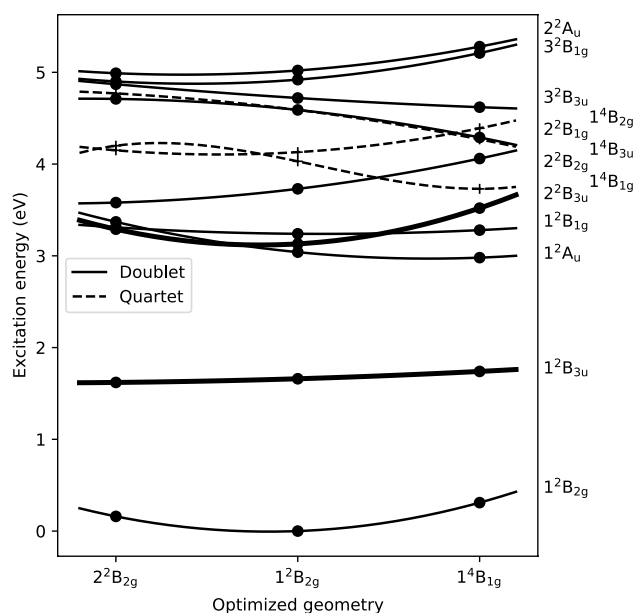 Excitation energy (eV)
5
4
3
2
1
0
Doublet
Quartet
2²Aᵤ
3²B₁g
3²B₃ᵤ
1⁴B₂g
2²B₁g
1⁴B₃ᵤ
2²B₂g
1⁴B₁g
2²B₃ᵤ
1²B₁g
1²Aᵤ
1²B₃ᵤ
1²B₂g
2²B₂g
1²B₂g
1⁴B₁g
Optimized geometry